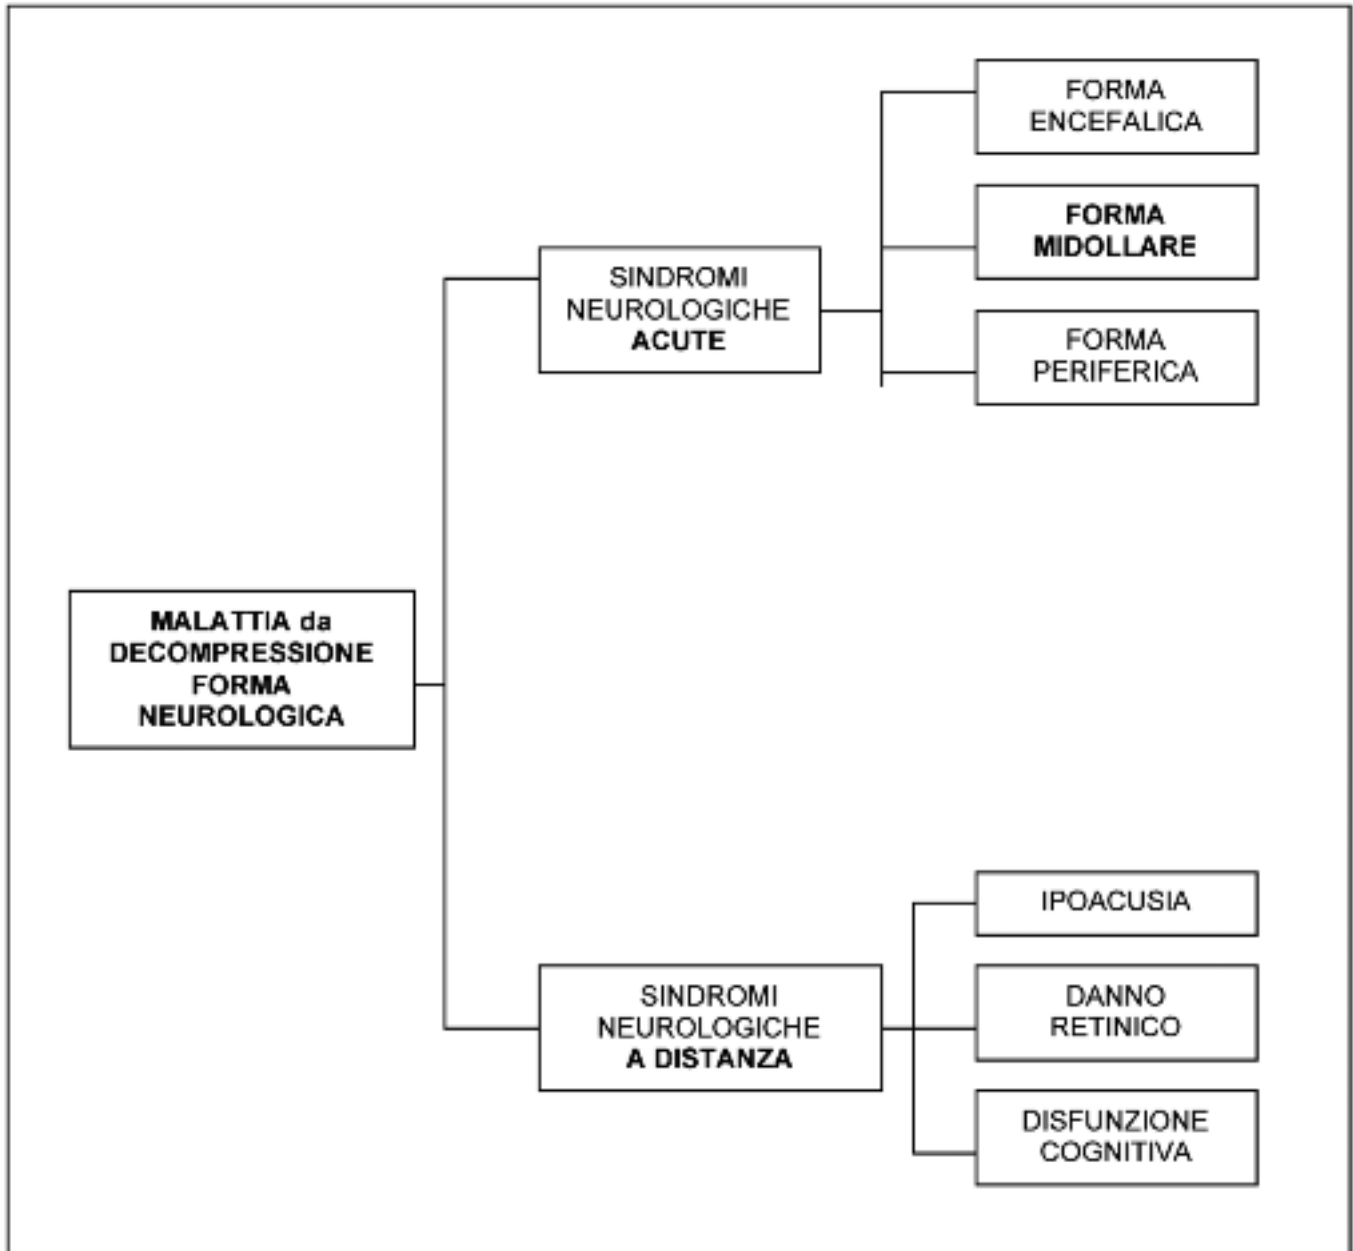 FORMA
ENCEFALICA
FORMA
MIDOLLARE
SINDROMI
NEUROLOGICHE
ACUTE
FORMA
PERIFERICA
MALATTIA da
DECOMPRESSIONE
FORMA
NEUROLOGICA
IPOACUSIA
SINDROMI
NEUROLOGICHE
A DISTANZA
DANNO
RETINICO
DISFUNZIONE
COGNITIVA